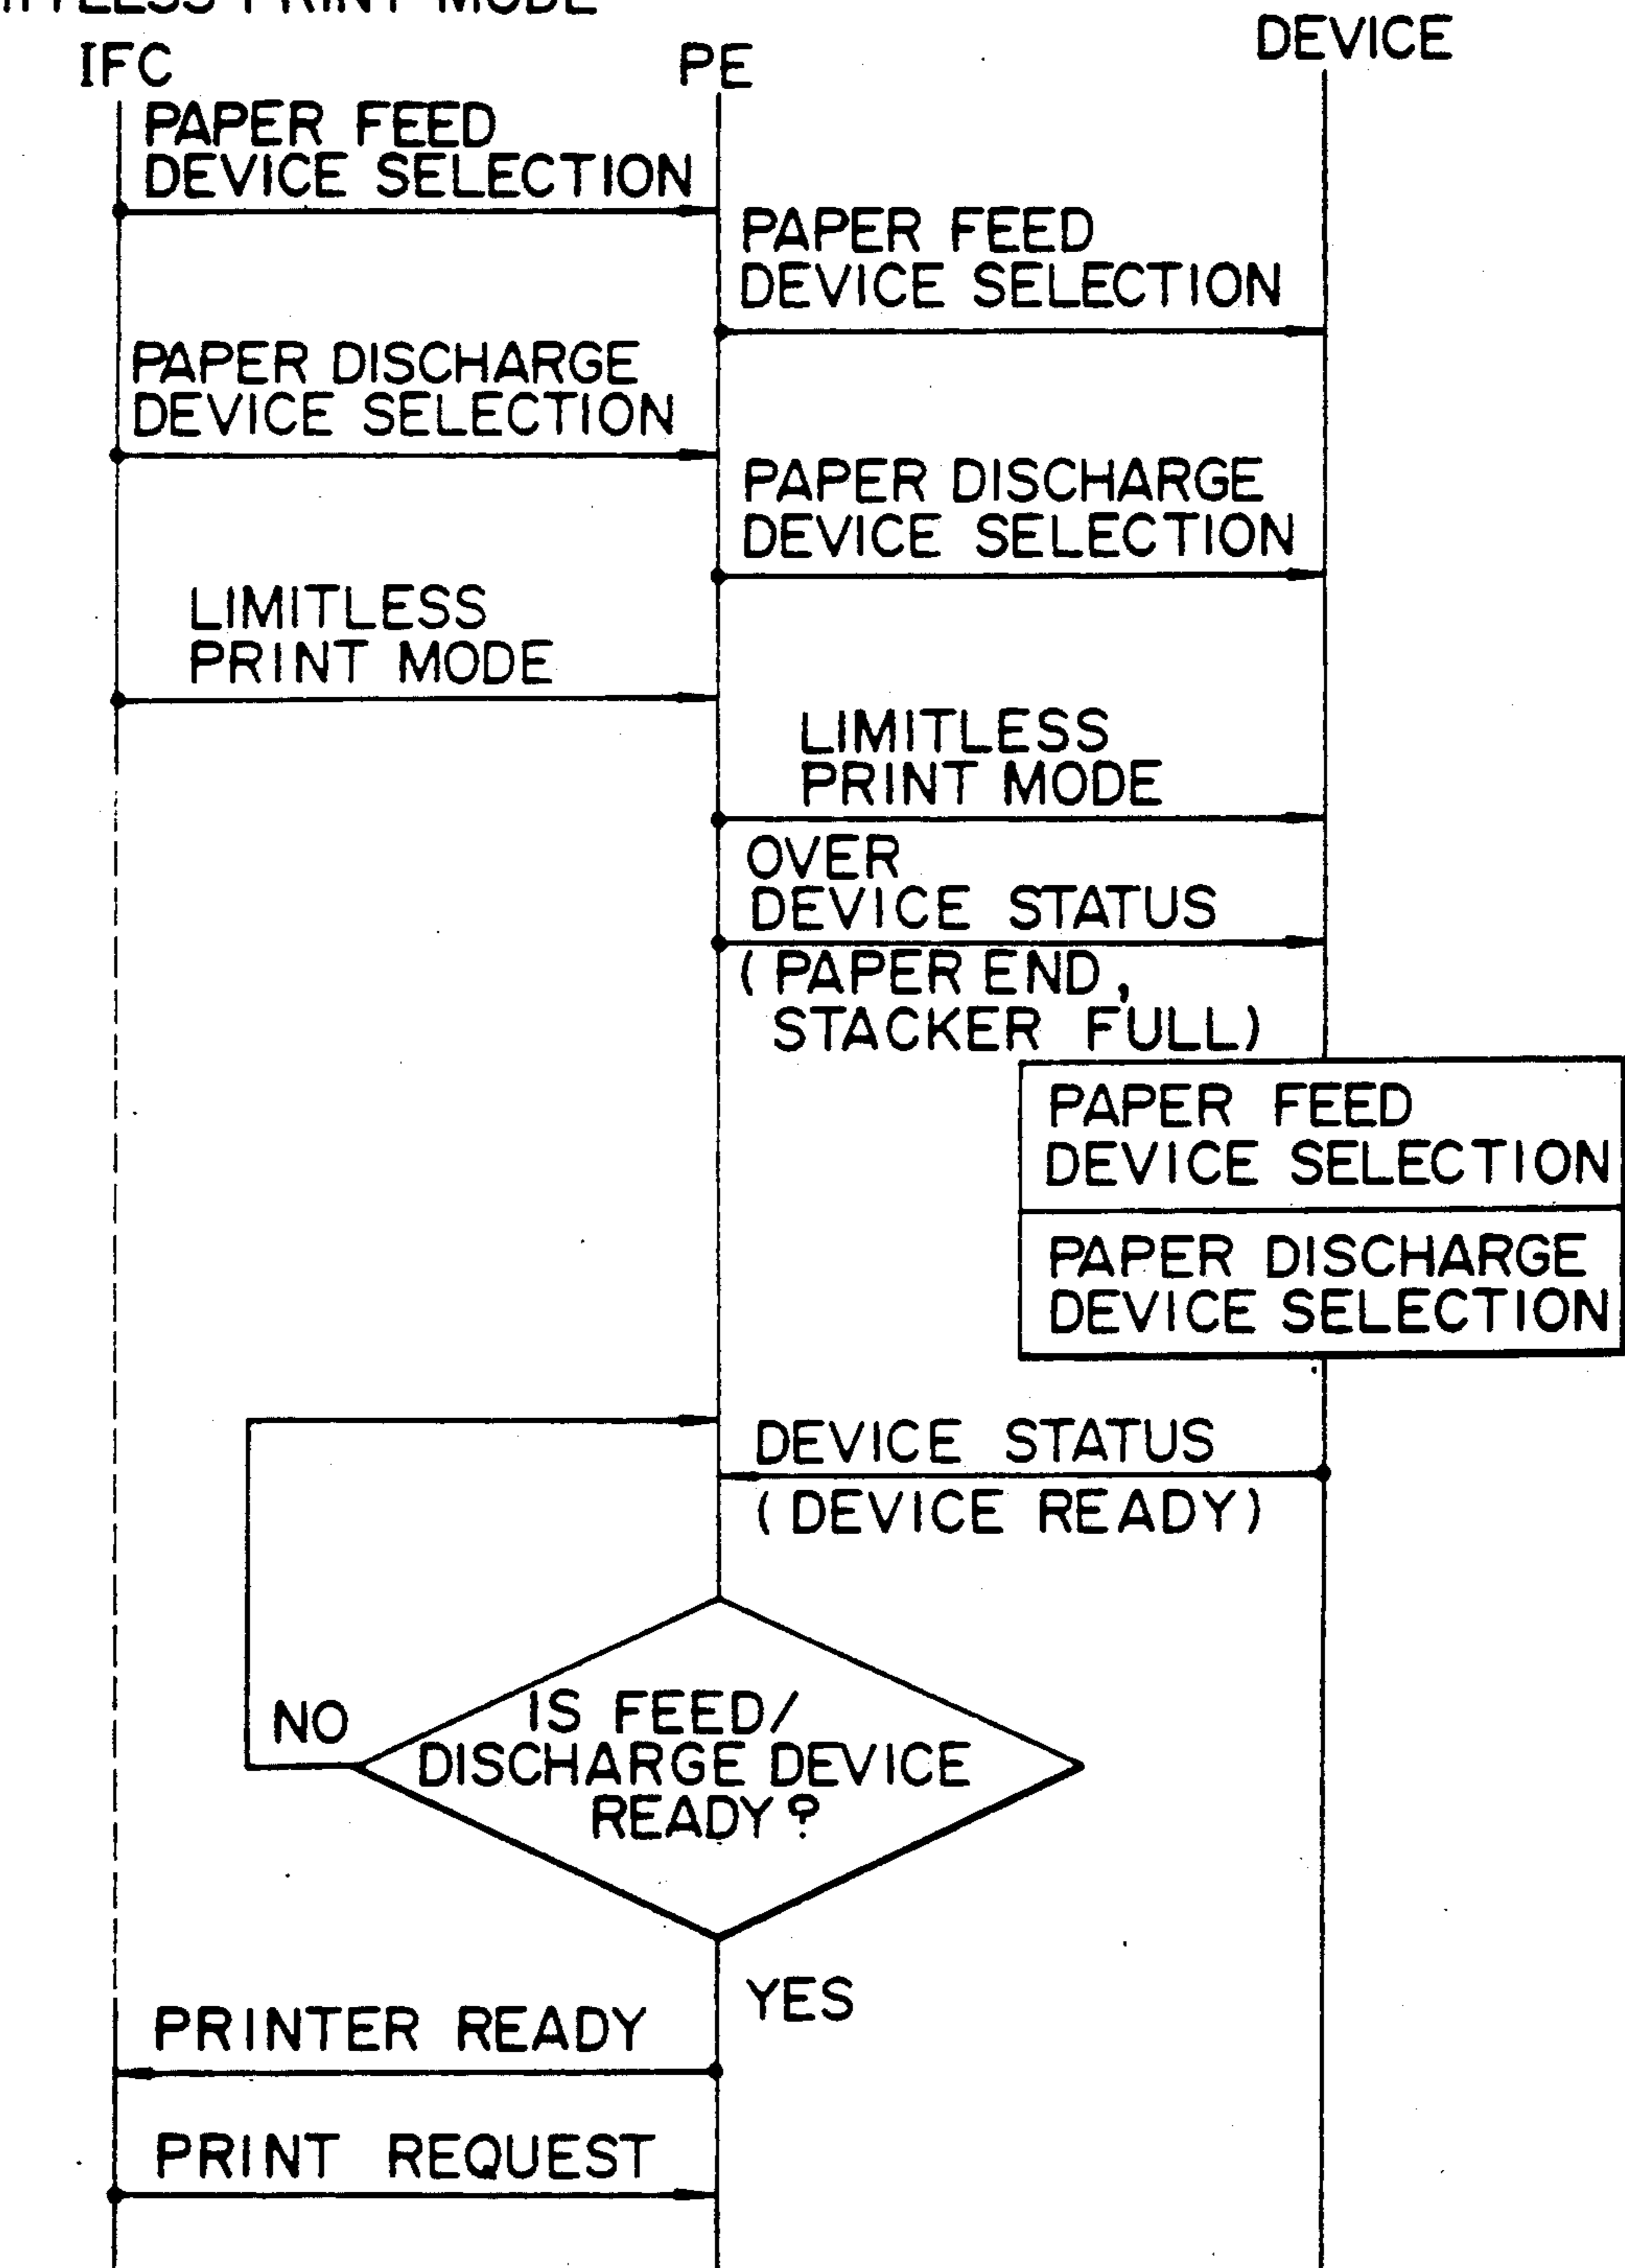 PRINT MODE
IFC
PE
DEVICE
PAPER FEED
DEVICE SELECTION
PAPER FEED
DEVICE SELECTION
PAPER DISCHARGE
DEVICE SELECTION
PAPER DISCHARGE
DEVICE SELECTION
LIMITLESS
PRINT MODE
LIMITLESS
PRINT MODE
OVER
DEVICE STATUS
(PAPER END,
STACKER FULL)
PAPER FEED
DEVICE SELECTION
PAPER DISCHARGE
DEVICE SELECTION
DEVICE STATUS
(DEVICE READY)
NO
IS FEED/
DISCHARGE DEVICE
READY?
YES
PRINTER READY
PRINT REQUEST